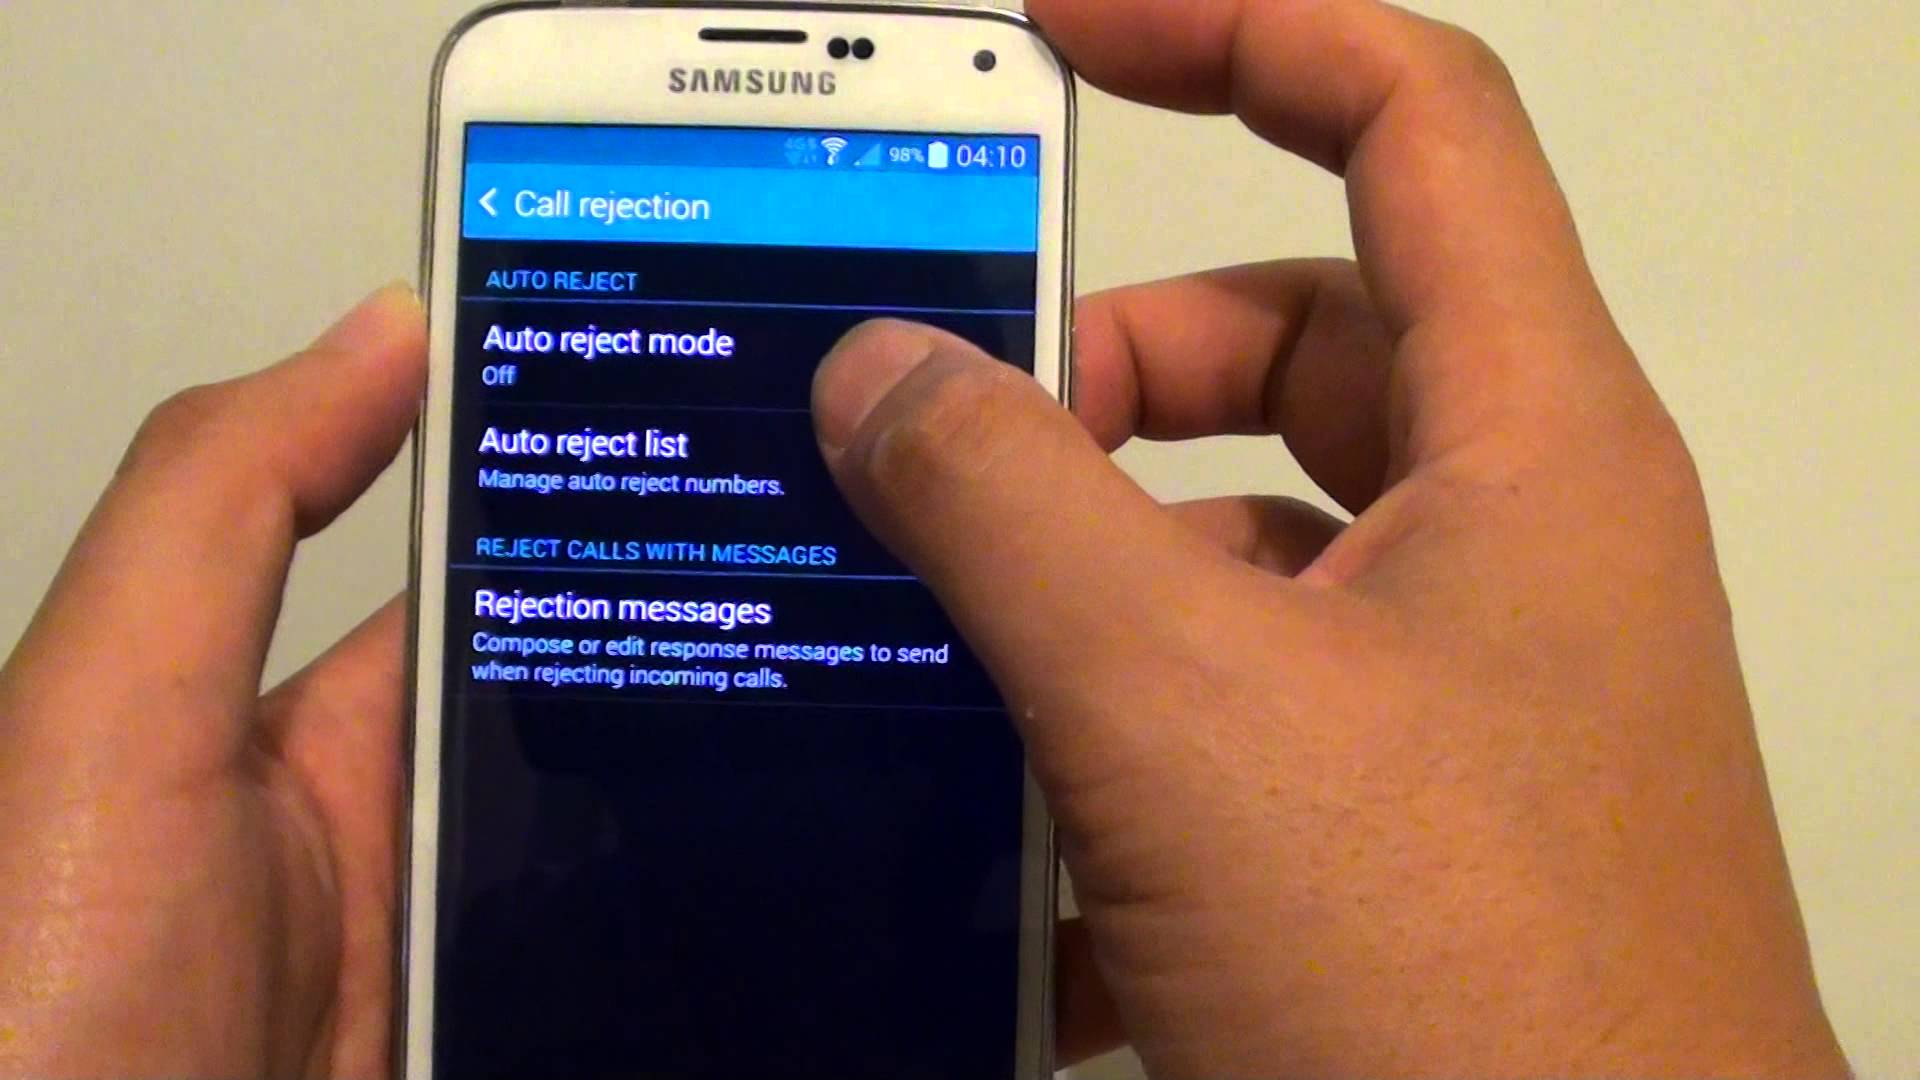 SAMSUNG
98% 04:10
Call rejection
AUTO REJECT
Auto reject mode
Off
Auto reject list
Manage auto reject numbers.
REJECT CALLS WITH MESSAGES
Rejection messages
Compose or edit response messages to send
when rejecting incoming calls.